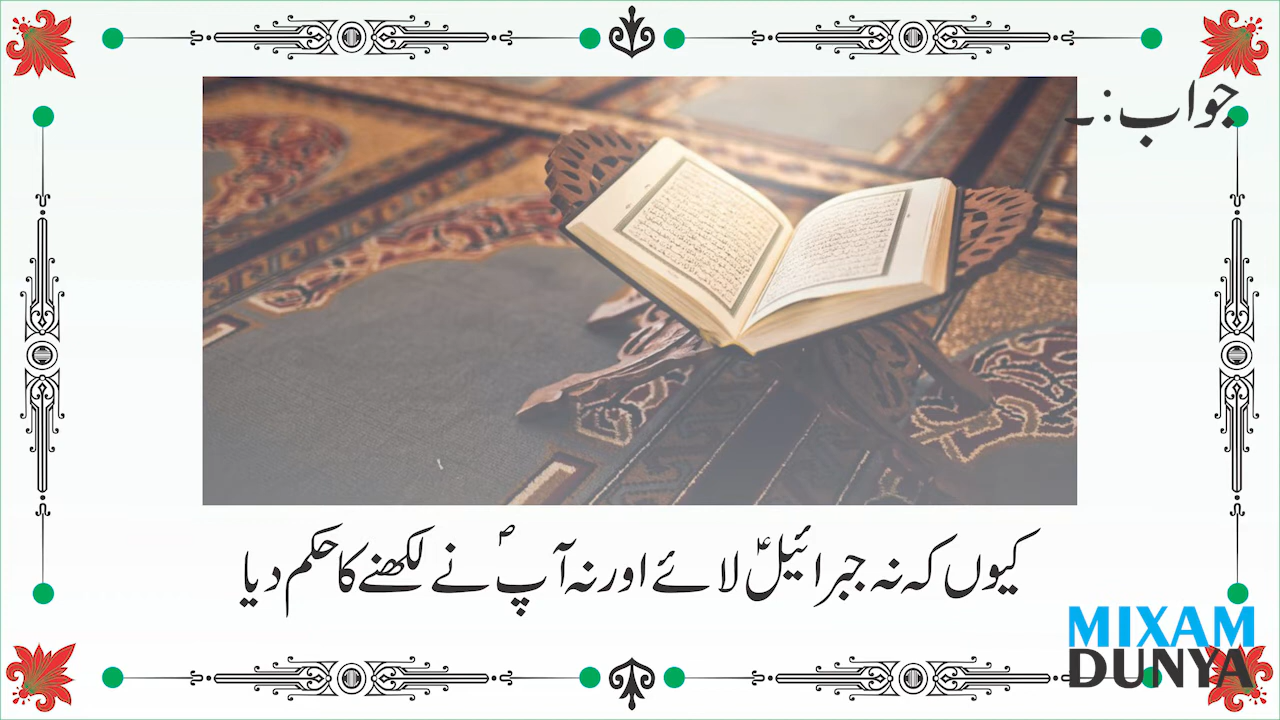 جواب:۔
کیوں کہ نہ جبرائیلؑ لائے اور نہ آپؐ نے لکھنے کا حکم دیا
MIXAM
DUNYA